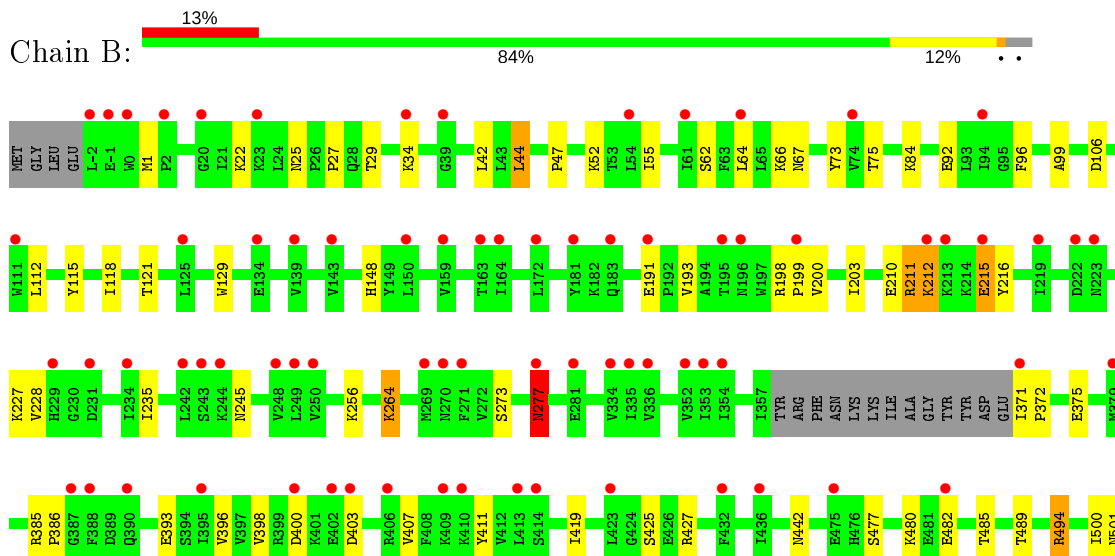 13%
Chain B:
84% 12% • •
MET GLY LEU GLU L-2 E-1 W0 M1 P2 G20 I21 K22 K23 L24 N25 P26 P27 Q28 T29 K34 G39 L42 L43 L44 P47 K52 T53 L54 I55 I61 S62 F63 L64 L65 K66 N67 Y73 V74 T75 K84 E92 L93 I94 G95 F96 A99 D106
W111 L112 Y115 I118 T121 L125 W129 E134 V139 V143 H148 Y149 L150 V159 T163 I164 L172 Y181 K182 Q183 E191 P192 V193 A194 T195 N196 W197 R198 P199 V200 I203 E210 R211 K212 K213 K214 E215 Y216 I219 D222 N223
K227 V228 H229 G230 D231 I234 I235 L242 S243 K244 N245 V248 L249 V250 K256 K264 M269 N270 F271 V272 S273 N277 E281 V334 I335 V336 V352 I353 I354 I357 TYR ARG PHE ASN LYS LYS ILE ALA GLY TYR TYR ASP GLU I371 P372 E375 M379
R385 P386 G387 F388 D389 Q390 E393 S394 I395 V396 V397 V398 R399 D400 K401 E402 D403 R406 V407 F408 K409 K410 Y411 V412 L413 S414 I419 L423 G424 S425 E426 R427 F432 I436 N442 E475 H476 S477 K480 E481 E482 T485 T489 R494 I500